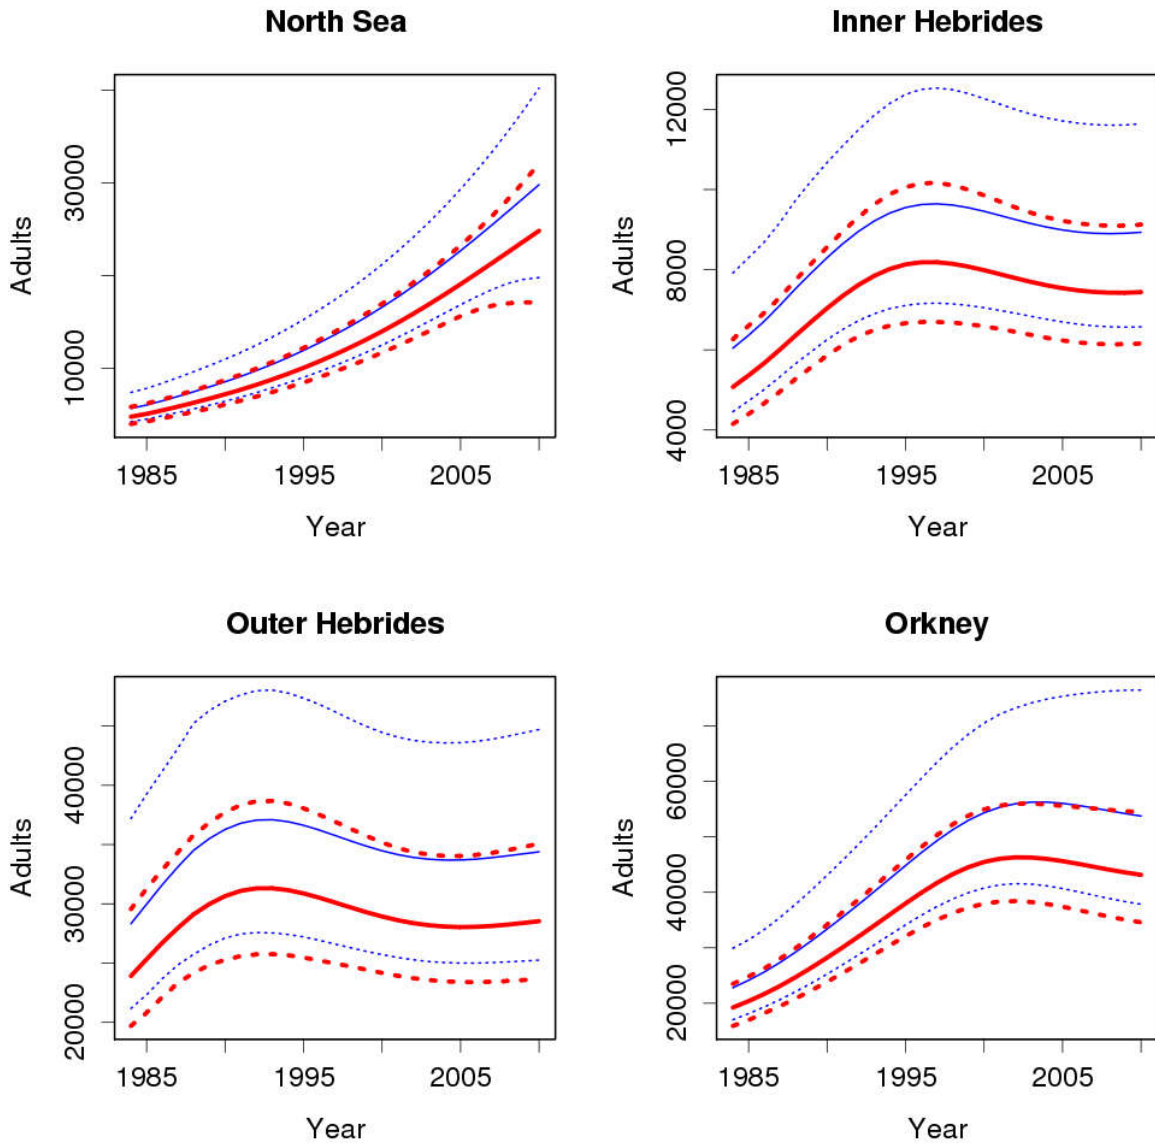 North Sea
Adults
30000
10000
1985 1995 2005
Year
Inner Hebrides
Adults
12000
8000
4000
1985 1995 2005
Year
Outer Hebrides
Adults
40000
30000
20000
1985 1995 2005
Year
Orkney
Adults
60000
40000
20000
1985 1995 2005
Year